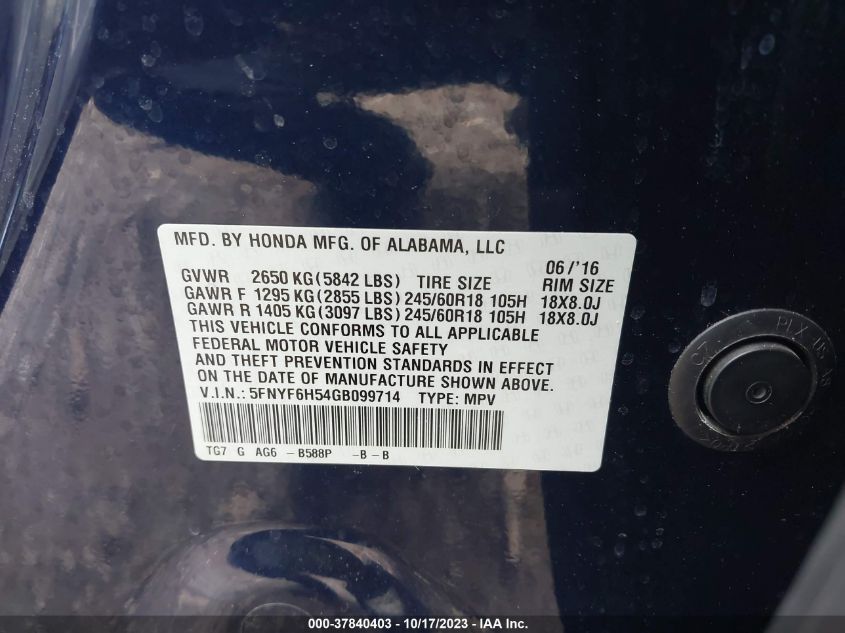 MFD. BY HONDA MFG. OF ALABAMA, LLC
06/'16
GVWR 2650 KG(5842 LBS) TIRE SIZE RIM SIZE
GAWR F 1295 KG(2855 LBS)245/60R18 105H 18X8.0J
GAWR R 1405 KG(3097 LBS)245/60R18 105H 18X8.0J
THIS VEHICLE CONFORMS TO ALL APPLICABLE
FEDERAL MOTOR VEHICLE SAFETY
AND THEFT PREVENTION STANDARDS IN EFFECT
ON THE DATE OF MANUFACTURE SHOWN ABOVE.
V.I.N.: 5FNYF6H54GB099714 TYPE: MPV
TG7 G AG6 -B588P -B-B
000-37840403 - 10/17/2023 - IAA Inc.